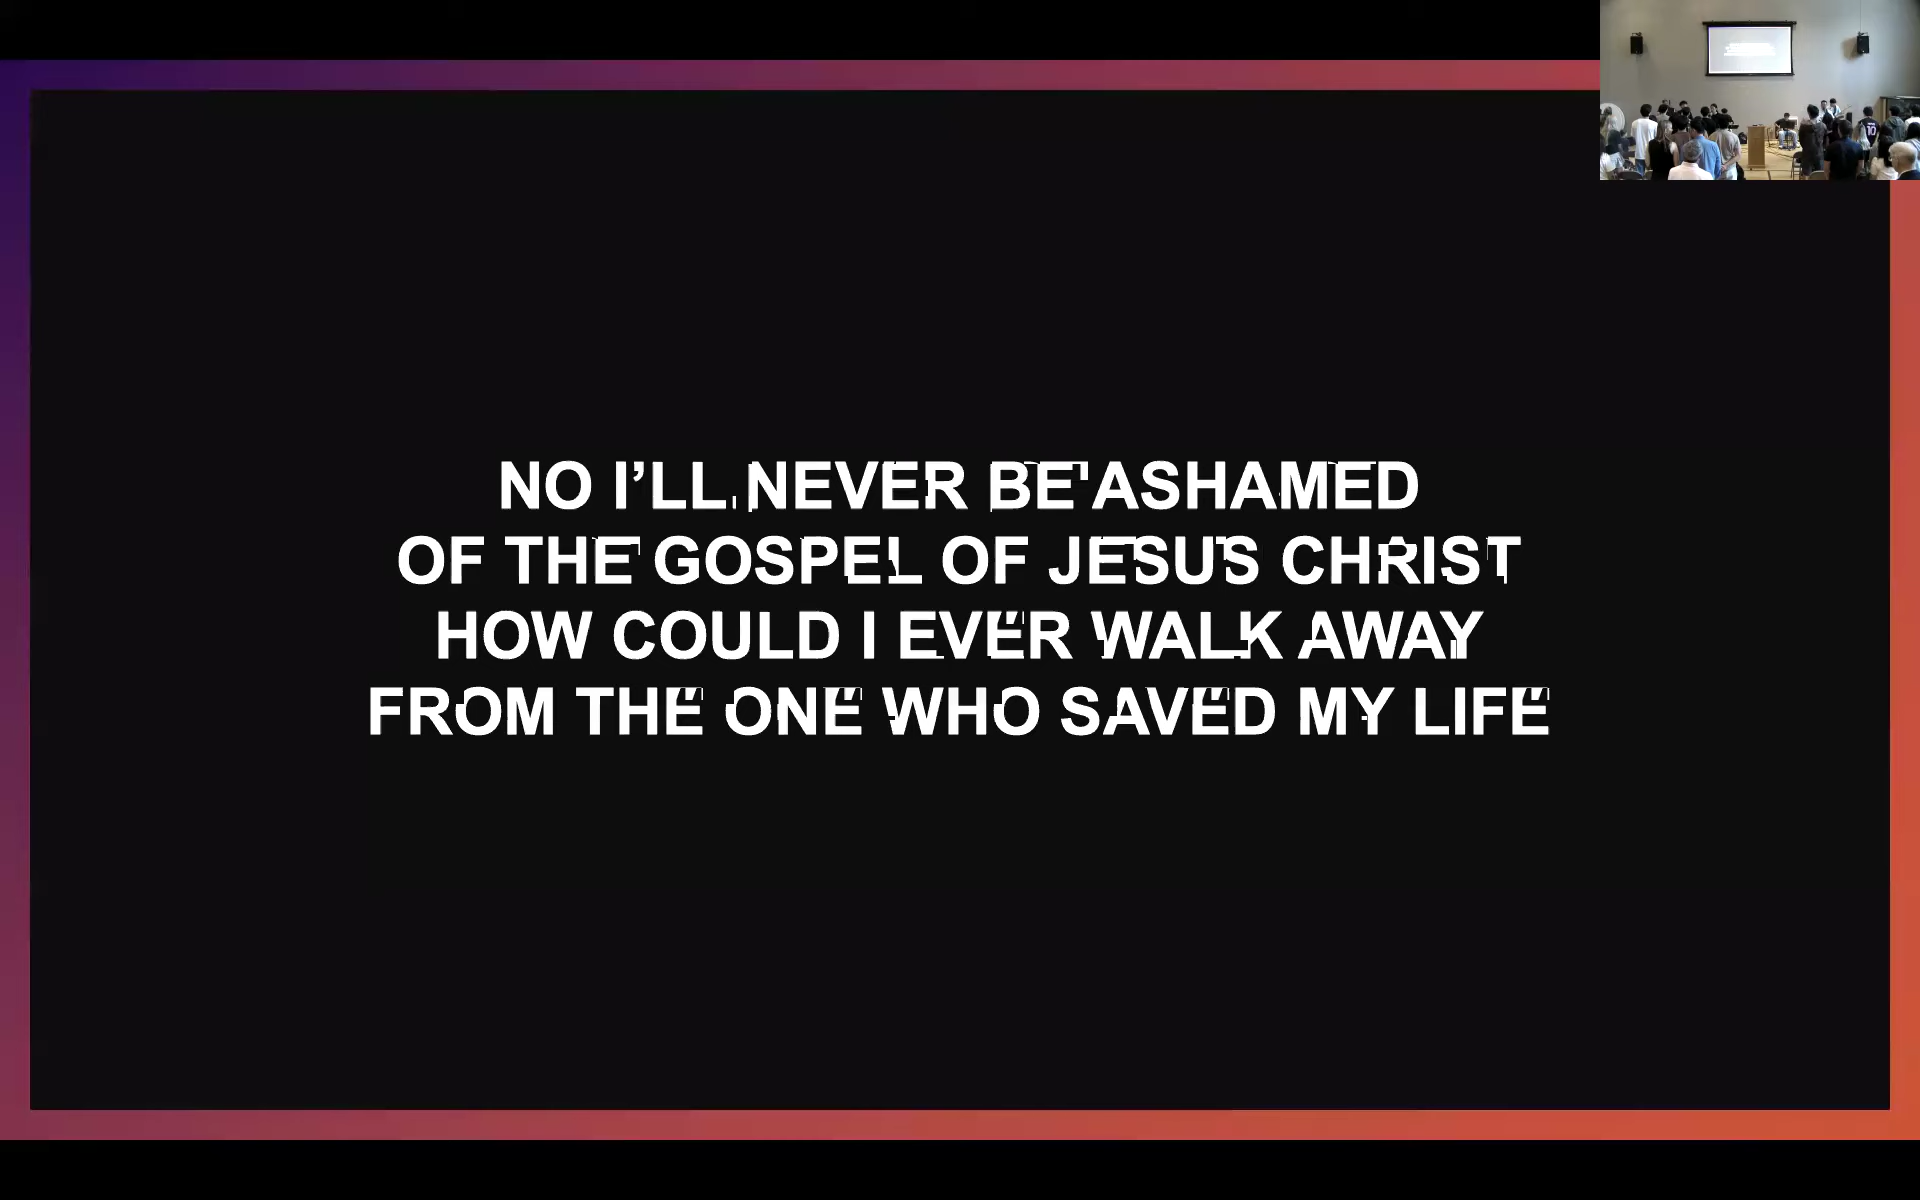 NO I’LL NEVER BE ASHAMED
OF THE GOSPEL OF JESUS CHRIST
HOW COULD I EVER WALK AWAY
FROM THE ONE WHO SAVED MY LIFE
10